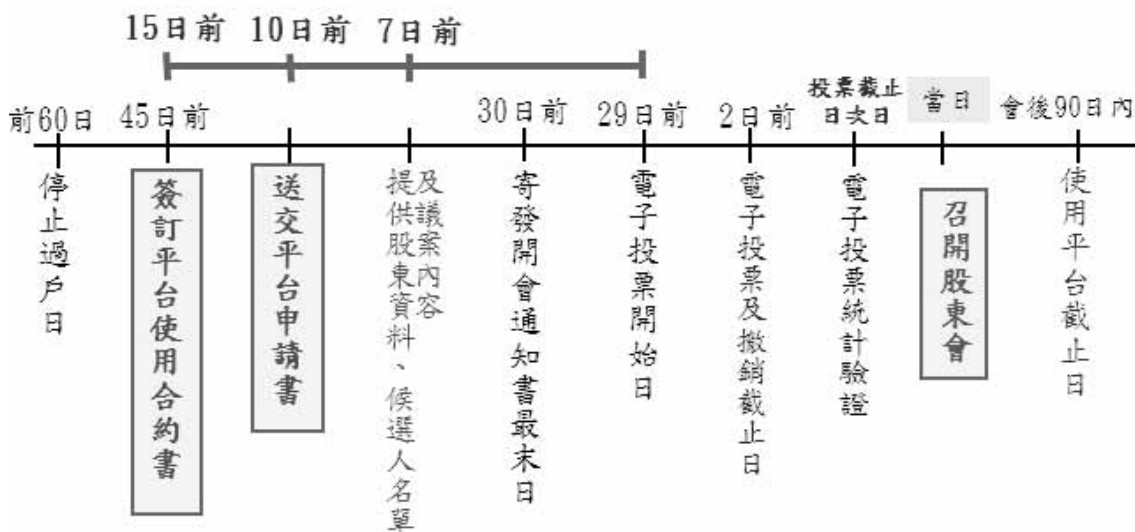 15日前
10日前
7日前
前60日
45日前
30日前
29日前
2日前
投票截止
日次日
當日
會後90日內
停止過戶日
簽訂平台使用合約書
送交平台申請書
及議案內容
提供股東資料、候選人名單
寄發開會通知書最末日
電子投票開始日
電子投票及撤銷截止日
電子投票統計驗證
召開股東會
使用平台截止日